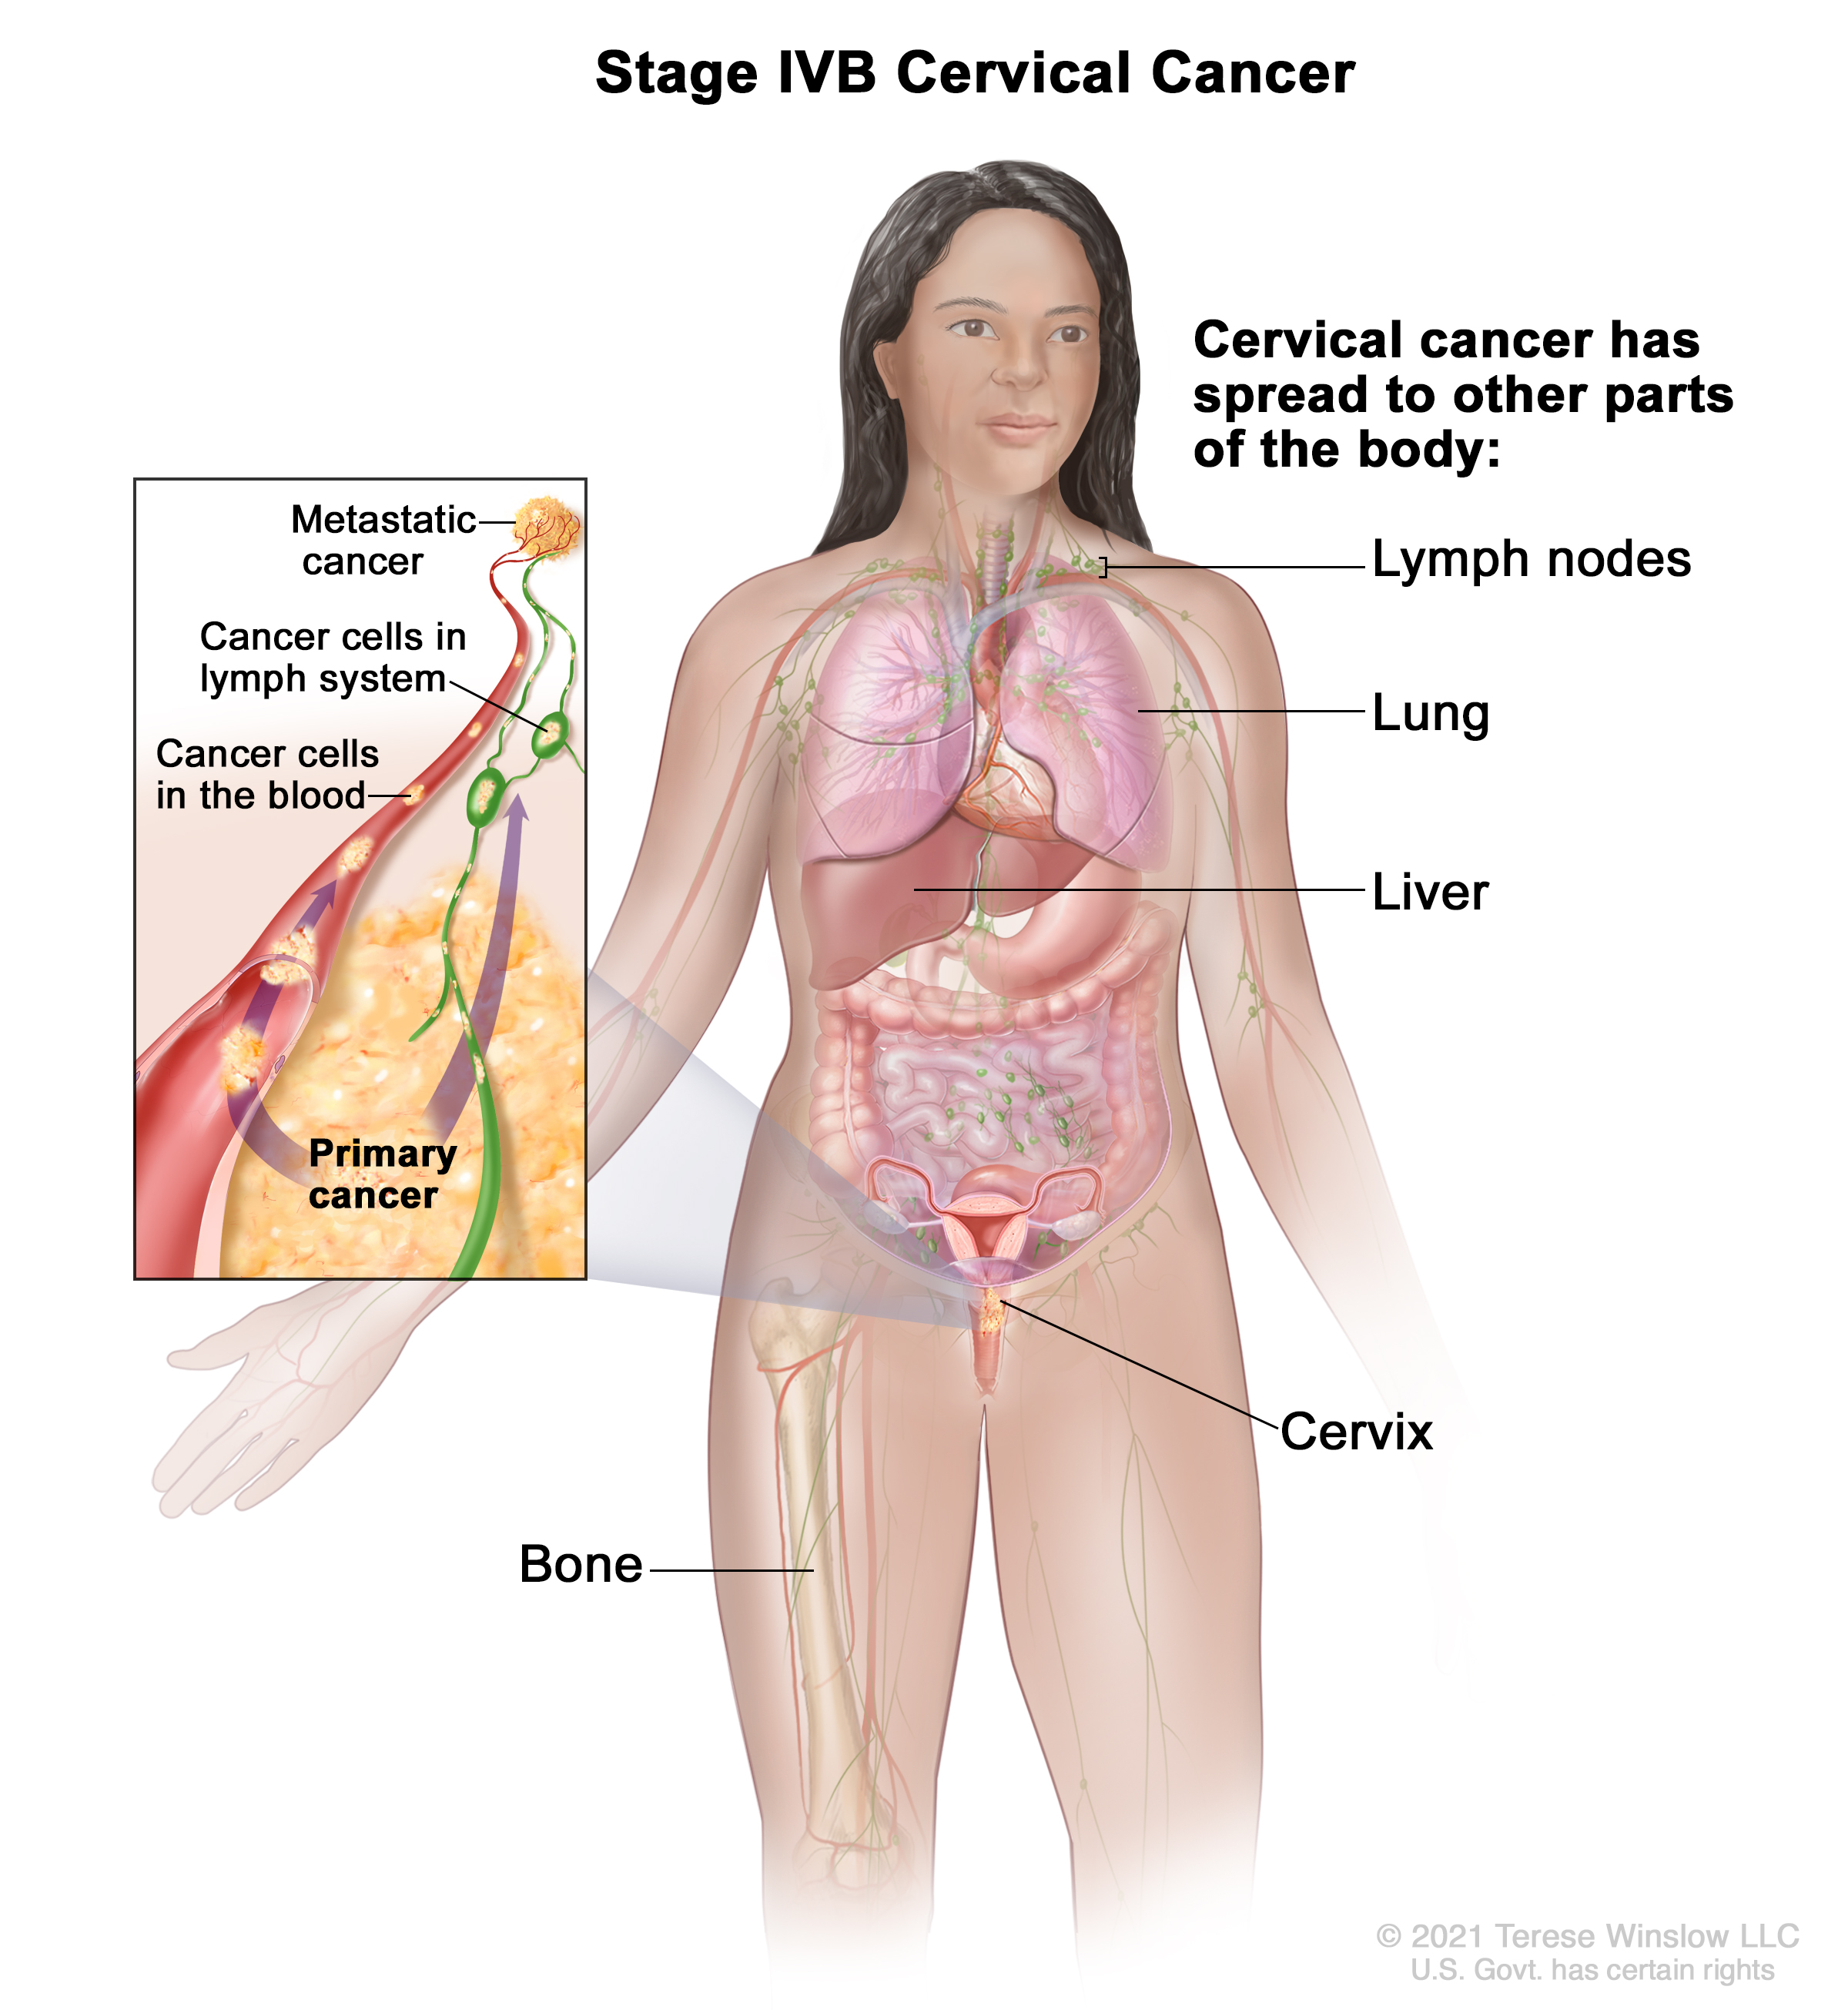 Stage IVB Cervical Cancer
Cervical cancer has
spread to other parts
of the body:
Metastatic
cancer
Cancer cells in
lymph system
Cancer cells
in the blood
Primary
cancer
Lymph nodes
Lung
Liver
Cervix
Bone
© 2021 Terese Winslow LLC
U.S. Govt. has certain rights